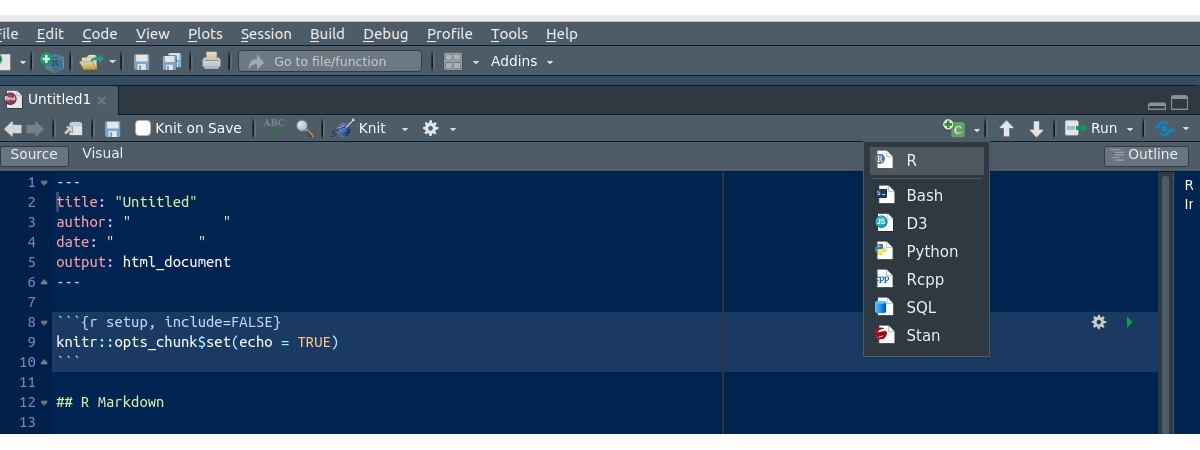 ile Edit Code View Plots Session Build Debug Profile Tools Help
Go to file/function Addins
Untitled1
Knit on Save ABC Knit Run
Source Visual Outline
R
Bash
D3
Python
Rcpp
SQL
Stan
1 ---
2 title: "Untitled"
3 author: " "
4 date: " "
5 output: html_document
6 ---
7
8 ```{r setup, include=FALSE}
9 knitr::opts_chunk$set(echo = TRUE)
10 ```
11
12 ## R Markdown
13
R
Ir